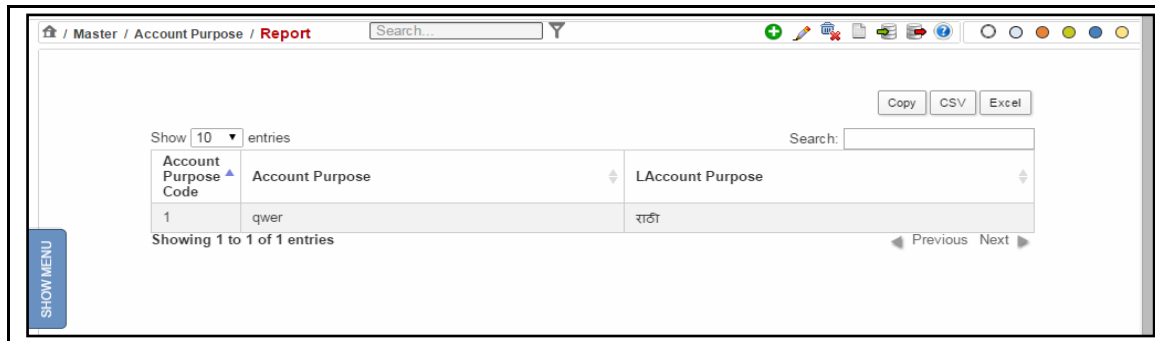 / Master / Account Purpose / Report Search...
Copy CSV Excel
Show 10 entries Search:
Account Purpose Code Account Purpose LAccount Purpose
1 qwer राठी
Showing 1 to 1 of 1 entries Previous Next
SHOW MENU